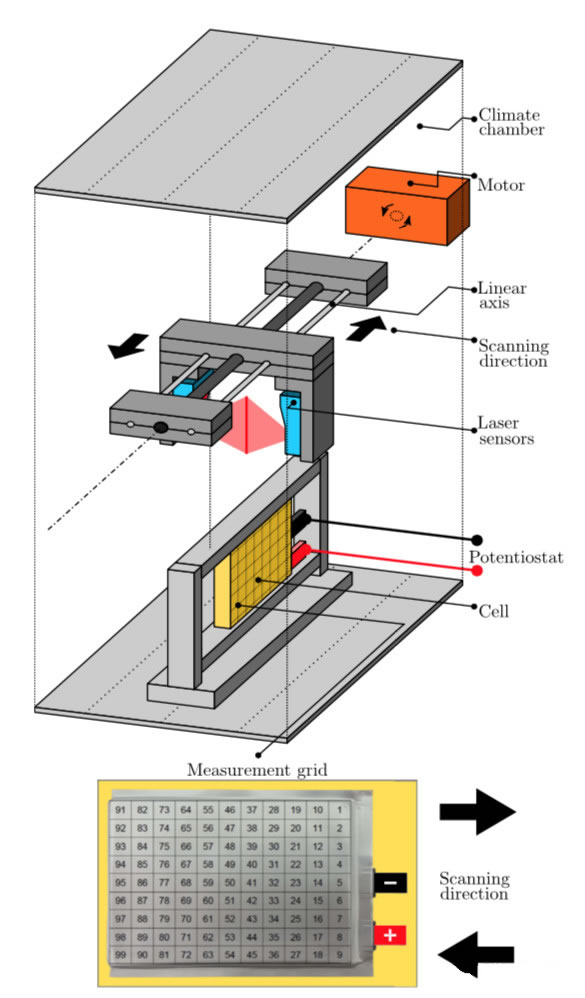 Climate
chamber
Motor
Linear
axis
Scanning
direction
Laser
sensors
Potentiostat
Cell
Measurement grid
91 82 73 64 55 46 37 28 19 10 1
92 83 74 65 56 47 38 29 20 11 2
93 84 75 66 57 48 39 30 21 12 3
94 85 76 67 58 49 40 31 22 13 4
95 86 77 68 59 50 41 32 23 14 5
96 87 78 69 60 51 42 33 24 15 6
97 88 79 70 61 52 43 34 25 16 7
98 89 80 71 62 53 44 35 26 17 8
99 90 81 72 63 54 45 36 27 18 9
−
+
Scanning
direction